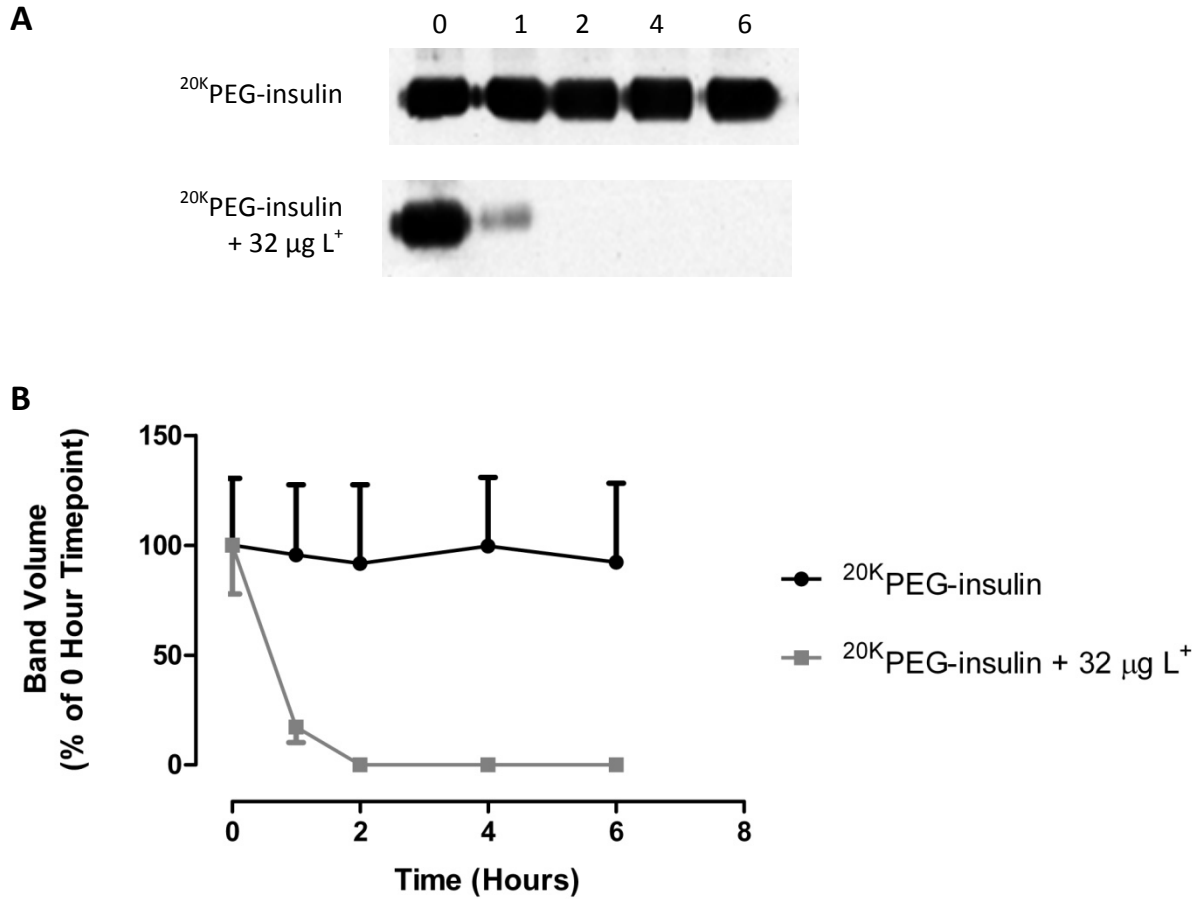 A
0 1 2 4 6
20KPEG-insulin
20KPEG-insulin
+ 32 µg L+
B
Band Volume
(% of 0 Hour Timepoint)
150
100
50
0
0 2 4 6 8
Time (Hours)
20KPEG-insulin
20KPEG-insulin + 32 µg L+